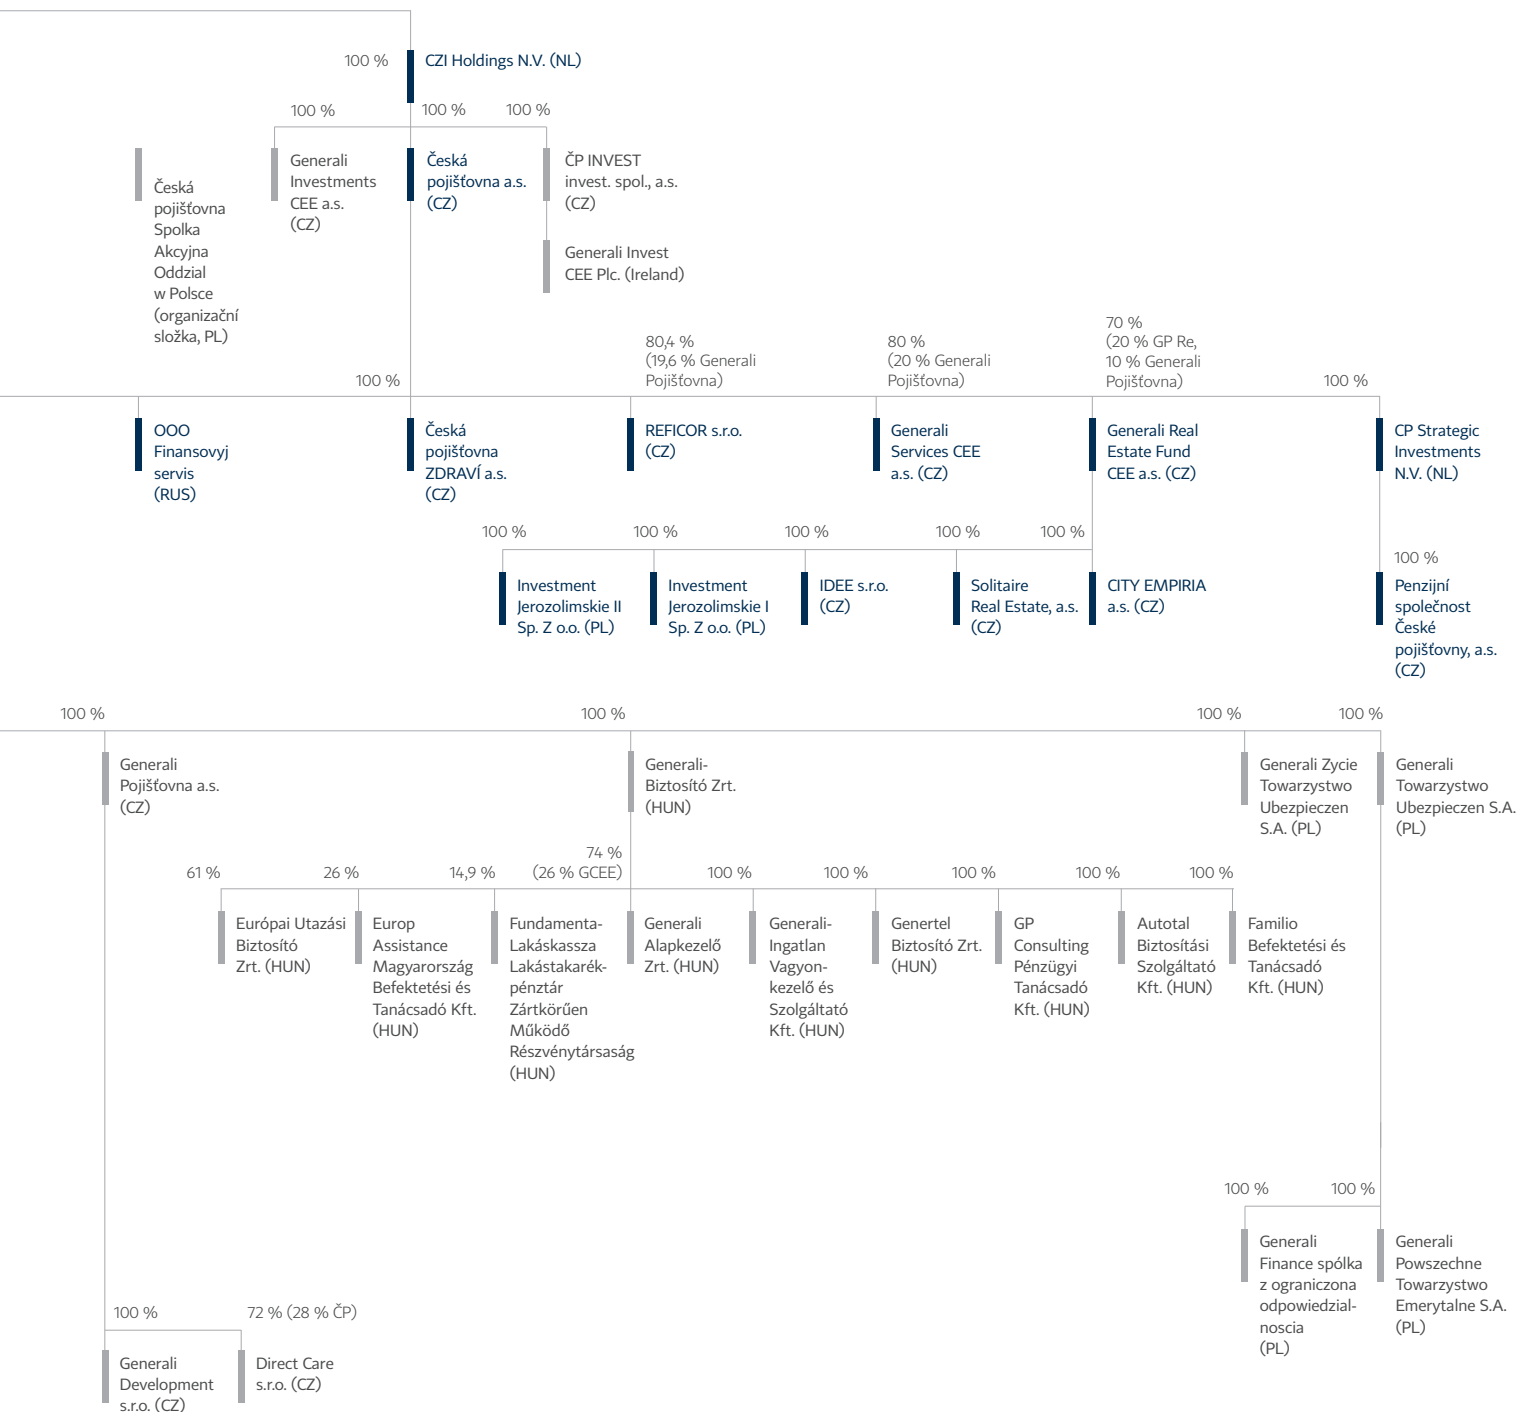 100 %
CZI Holdings N.V. (NL)
100 %
100 %
100 %
Česká
pojišťovna
Spolka
Akcyjna
Oddzial
w Polsce
(organizační
složka, PL)
Generali
Investments
CEE a.s.
(CZ)
Česká
pojišťovna a.s.
(CZ)
ČP INVEST
invest. spol., a.s.
(CZ)
Generali Invest
CEE Plc. (Ireland)
100 %
80,4 %
(19,6 % Generali
Pojišťovna)
80 %
(20 % Generali
Pojišťovna)
70 %
(20 % GP Re,
10 % Generali
Pojišťovna)
100 %
OOO
Finansovyj
servis
(RUS)
Česká
pojišťovna
ZDRAVÍ a.s.
(CZ)
REFICOR s.r.o.
(CZ)
Generali
Services CEE
a.s. (CZ)
Generali Real
Estate Fund
CEE a.s. (CZ)
CP Strategic
Investments
N.V. (NL)
100 %
100 %
100 %
100 %
100 %
100 %
Investment
Jerozolimskie II
Sp. Z o.o. (PL)
Investment
Jerozolimskie I
Sp. Z o.o. (PL)
IDEE s.r.o.
(CZ)
Solitaire
Real Estate, a.s.
(CZ)
CITY EMPIRIA
a.s. (CZ)
Penzijní
společnost
České
pojišťovny, a.s.
(CZ)
100 %
100 %
100 %
100 %
Generali
Pojišťovna a.s.
(CZ)
Generali-
Biztosító Zrt.
(HUN)
Generali Zycie
Towarzystwo
Ubezpieczen
S.A. (PL)
Generali
Towarzystwo
Ubezpieczen S.A.
(PL)
61 %
26 %
14,9 %
74 %
(26 % GCEE)
100 %
100 %
100 %
100 %
100 %
Európai Utazási
Biztosító
Zrt. (HUN)
Europ
Assistance
Magyarország
Befektetési és
Tanácsadó Kft.
(HUN)
Fundamenta-
Lakáskassza
Lakástakarék-
pénztár
Zártkörűen
Működő
Részvénytársaság
(HUN)
Generali
Alapkezelő
Zrt. (HUN)
Generali-
Ingatlan
Vagyon-
kezelő és
Szolgáltató
Kft. (HUN)
Genertel
Biztosító Zrt.
(HUN)
GP
Consulting
Pénzügyi
Tanácsadó
Kft. (HUN)
Autotal
Biztosítási
Szolgáltató
Kft. (HUN)
Familio
Befektetési és
Tanácsadó
Kft. (HUN)
100 %
100 %
Generali
Finance spólka
z ograniczona
odpowiedzial-
noscia
(PL)
Generali
Powszechne
Towarzystwo
Emerytalne S.A.
(PL)
100 %
72 % (28 % ČP)
Generali
Development
s.r.o. (CZ)
Direct Care
s.r.o. (CZ)